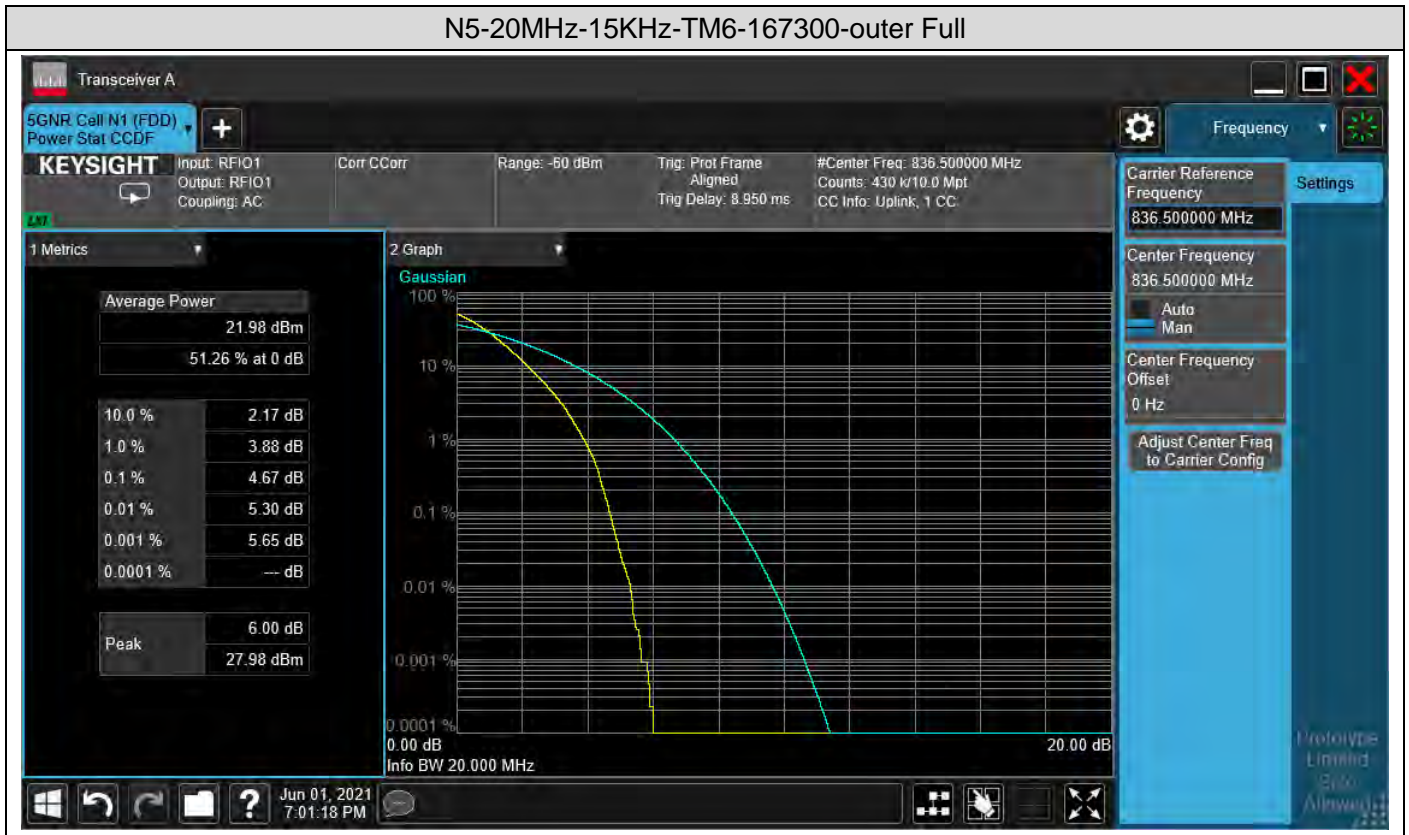 N5-20MHz-15KHz-TM6-167300-outer Full
Transceiver A
5GNR Cell N1 (FDD)
Power Stat CCDF
+
Frequency
KEYSIGHT
Input: RFIO1
Output: RFIO1
Coupling: AC
Corr CCorr
Range: -60 dBm
Trig: Prot Frame
Aligned
Trig Delay: 8.950 ms
#Center Freq: 836.500000 MHz
Counts: 430 k/10.0 Mpt
CC Info: Uplink, 1 CC
LXI
Carrier Reference
Frequency
836.500000 MHz
Settings
Center Frequency
836.500000 MHz
Auto
Man
Center Frequency
Offset
0 Hz
Adjust Center Freq
to Carrier Config
1 Metrics
Average Power
21.98 dBm
51.26 % at 0 dB
10.0 % 2.17 dB
1.0 % 3.88 dB
0.1 % 4.67 dB
0.01 % 5.30 dB
0.001 % 5.65 dB
0.0001 % --- dB
Peak 6.00 dB
27.98 dBm
2 Graph
Gaussian
100 %
10 %
1 %
0.1 %
0.01 %
0.001 %
0.0001 %
0.00 dB 20.00 dB
Info BW 20.000 MHz
Prototype
Limited
Allowed
?
Jun 01, 2021
7:01:18 PM